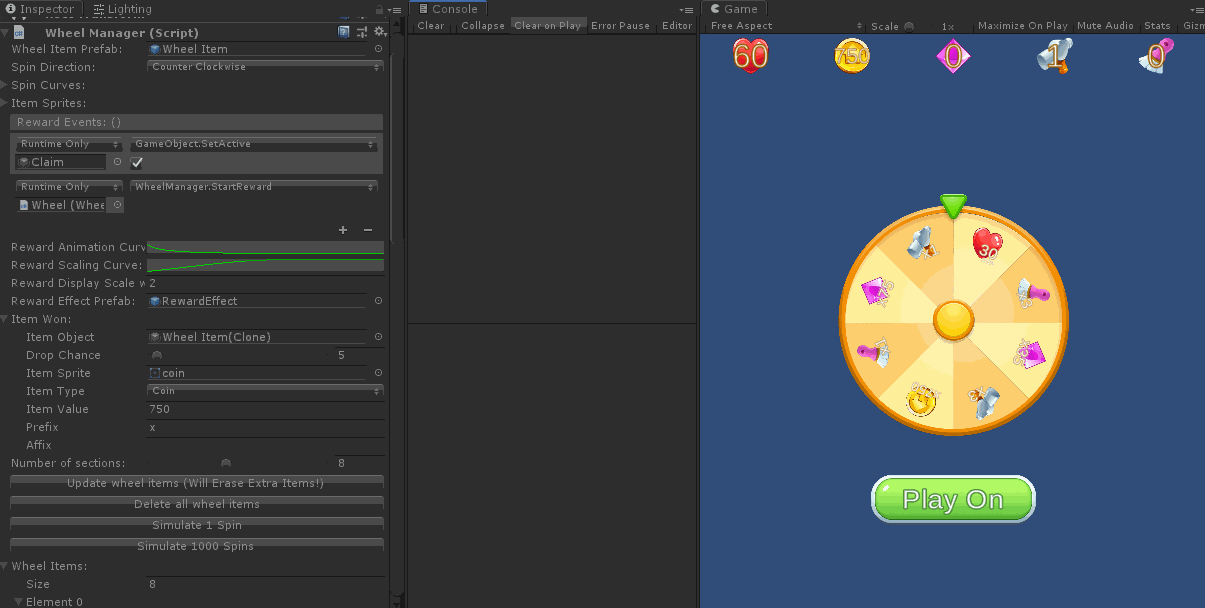 Inspector Lighting
Wheel Manager (Script)
Wheel Item Prefab: Wheel Item
Spin Direction: Counter Clockwise
Spin Curves:
Item Sprites:
Reward Events: ()
Runtime Only GameObject.SetActive
Claim
Runtime Only WheelManager.StartReward
Wheel (Whee
+ −
Reward Animation Curv
Reward Scaling Curve:
Reward Display Scale w 2
Reward Effect Prefab: RewardEffect
Item Won:
Item Object Wheel Item(Clone)
Drop Chance 5
Item Sprite coin
Item Type Coin
Item Value 750
Prefix x
Affix
Number of sections: 8
Update wheel items (Will Erase Extra Items!)
Delete all wheel items
Simulate 1 Spin
Simulate 1000 Spins
Wheel Items:
Size 8
Element 0
Console
Clear Collapse Clear on Play Error Pause Editor
Game
Free Aspect Scale 1x Maximize On Play Mute Audio Stats Gizm
60 750 0 1 0
30
Play On